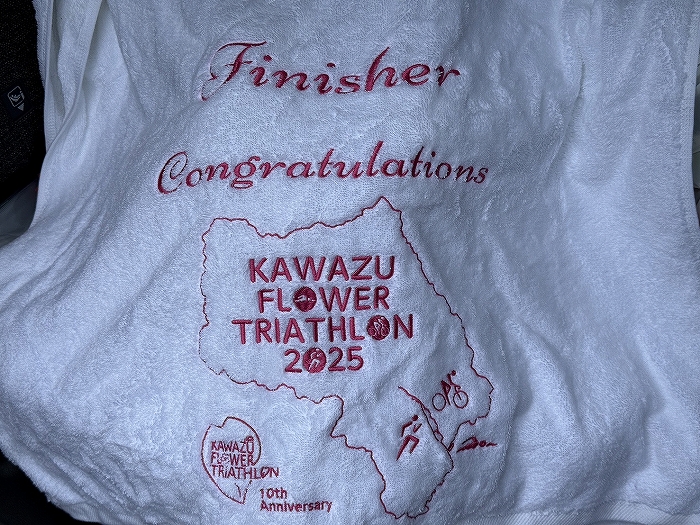 Finisher
Congratulations
KAWAZU
FLOWER
TRIATHLON
2025
KAWAZU
FLOWER
TRIATHLON
10th
Anniversary